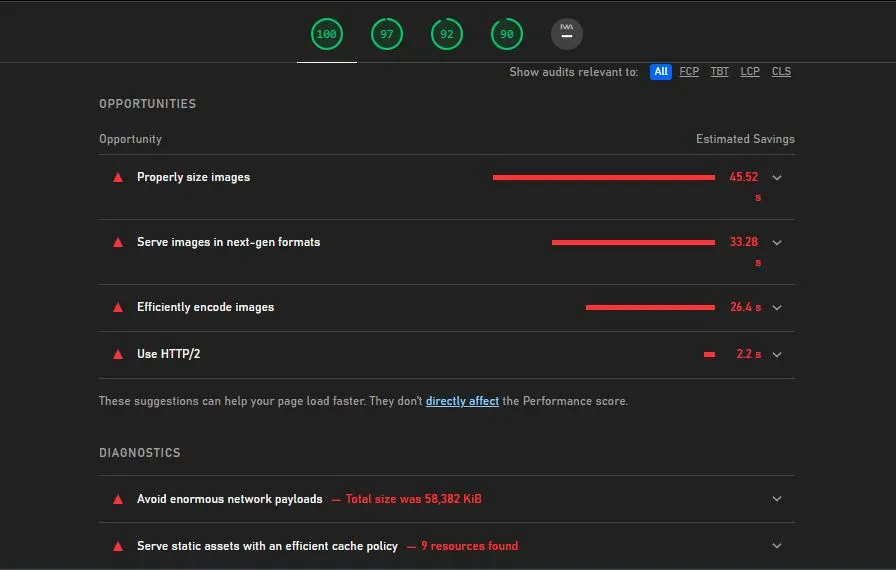 100 97 92 90 PWA
Show audits relevant to: All FCP TBT LCP CLS
OPPORTUNITIES
Opportunity Estimated Savings
Properly size images 45.52 s
Serve images in next-gen formats 33.28 s
Efficiently encode images 26.4 s
Use HTTP/2 2.2 s
These suggestions can help your page load faster. They don't directly affect the Performance score.
DIAGNOSTICS
Avoid enormous network payloads — Total size was 58,382 KiB
Serve static assets with an efficient cache policy — 9 resources found